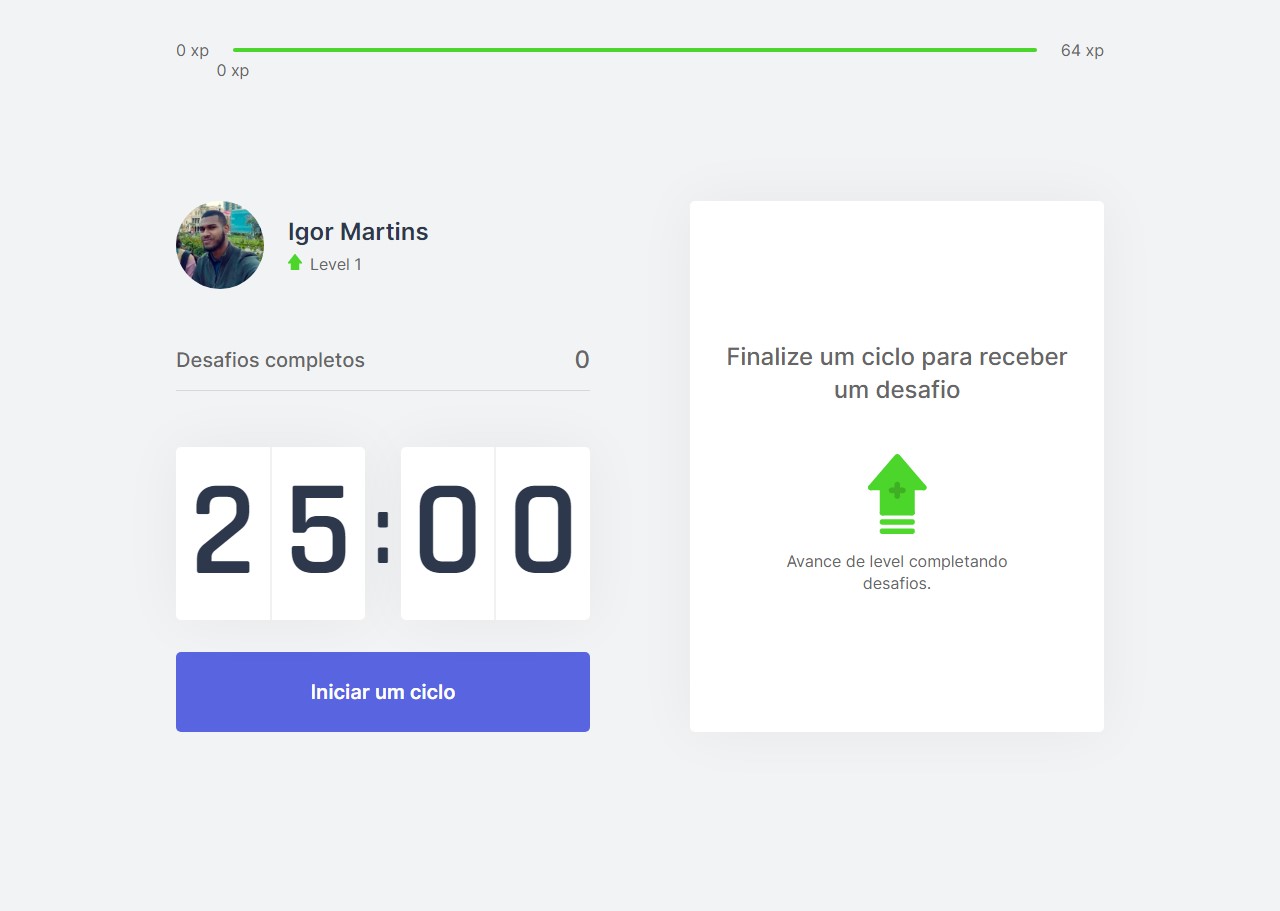 0 xp
64 xp
0 xp
Igor Martins
Level 1
Desafios completos
0
25:00
Iniciar um ciclo
Finalize um ciclo para receber
um desafio
Avance de level completando
desafios.